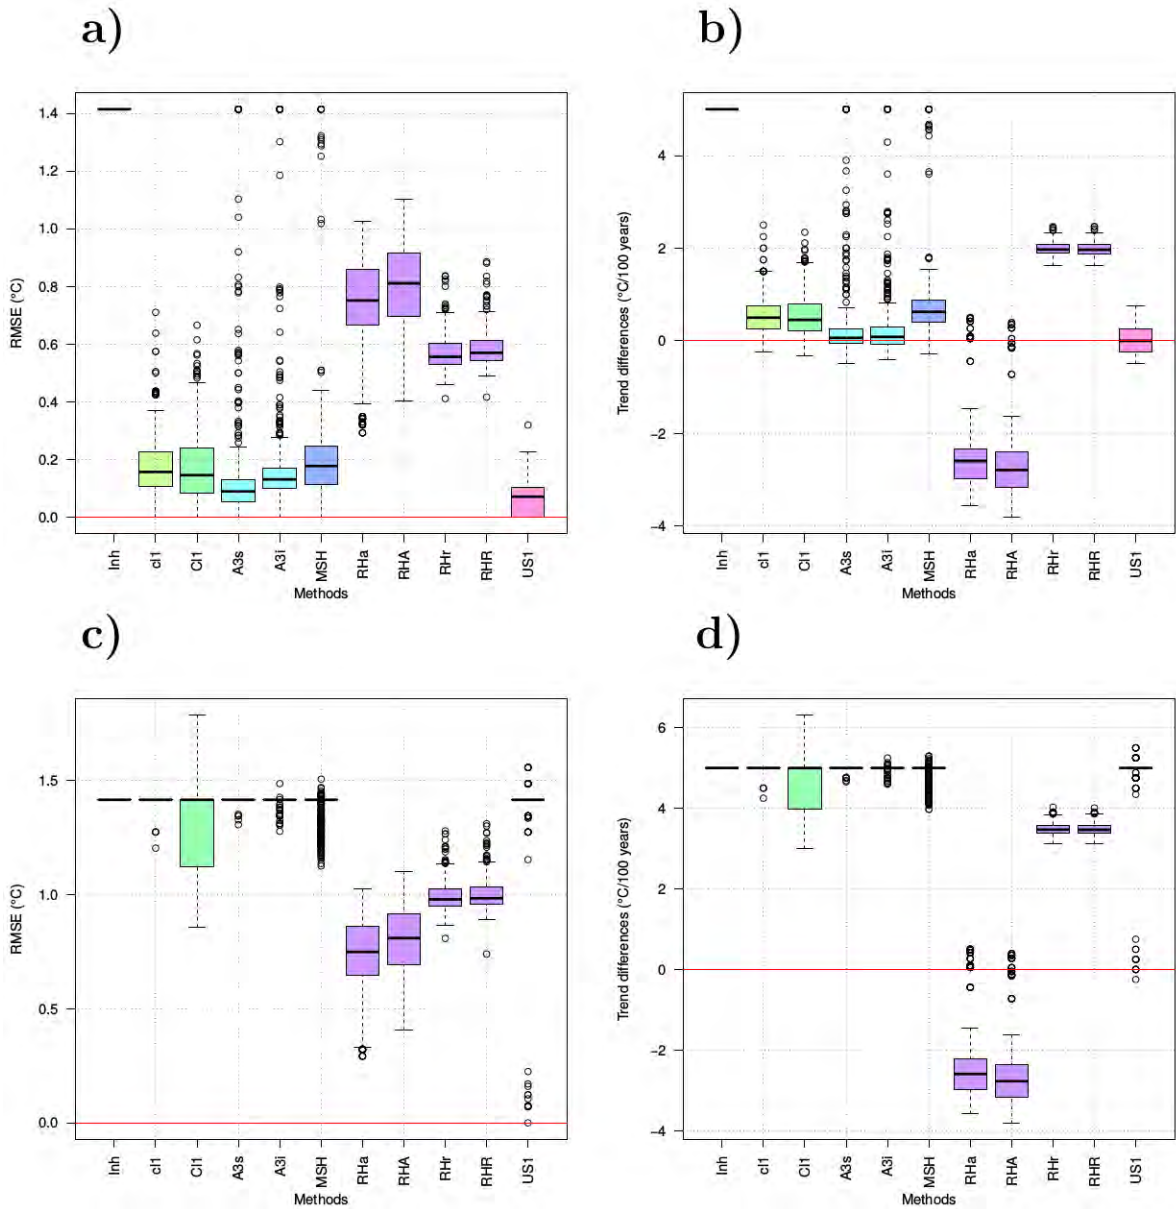 a)
RMSE (°C)
1.4
1.2
1.0
0.8
0.6
0.4
0.2
0.0
Inh
cl1
Cl1
A3s
A3i
MSH
RHa
RHA
RHr
RHR
US1
Methods
b)
Trend differences (°C/100 years)
4
2
0
−2
−4
Inh
cl1
Cl1
A3s
A3i
MSH
RHa
RHA
RHr
RHR
US1
Methods
c)
RMSE (°C)
1.5
1.0
0.5
0.0
Inh
cl1
Cl1
A3s
A3i
MSH
RHa
RHA
RHr
RHR
US1
Methods
d)
Trend differences (°C/100 years)
6
4
2
0
−2
−4
Inh
cl1
Cl1
A3s
A3i
MSH
RHa
RHA
RHr
RHR
US1
Methods